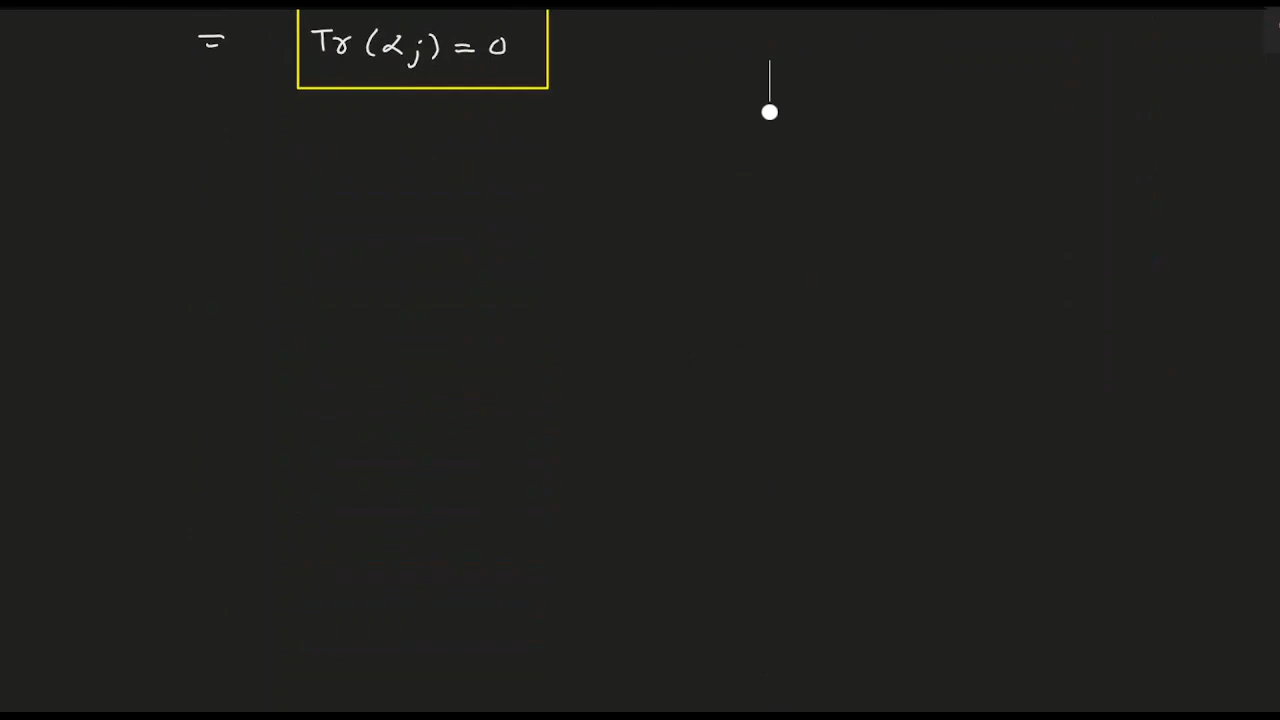 = Tr (αj) = 0